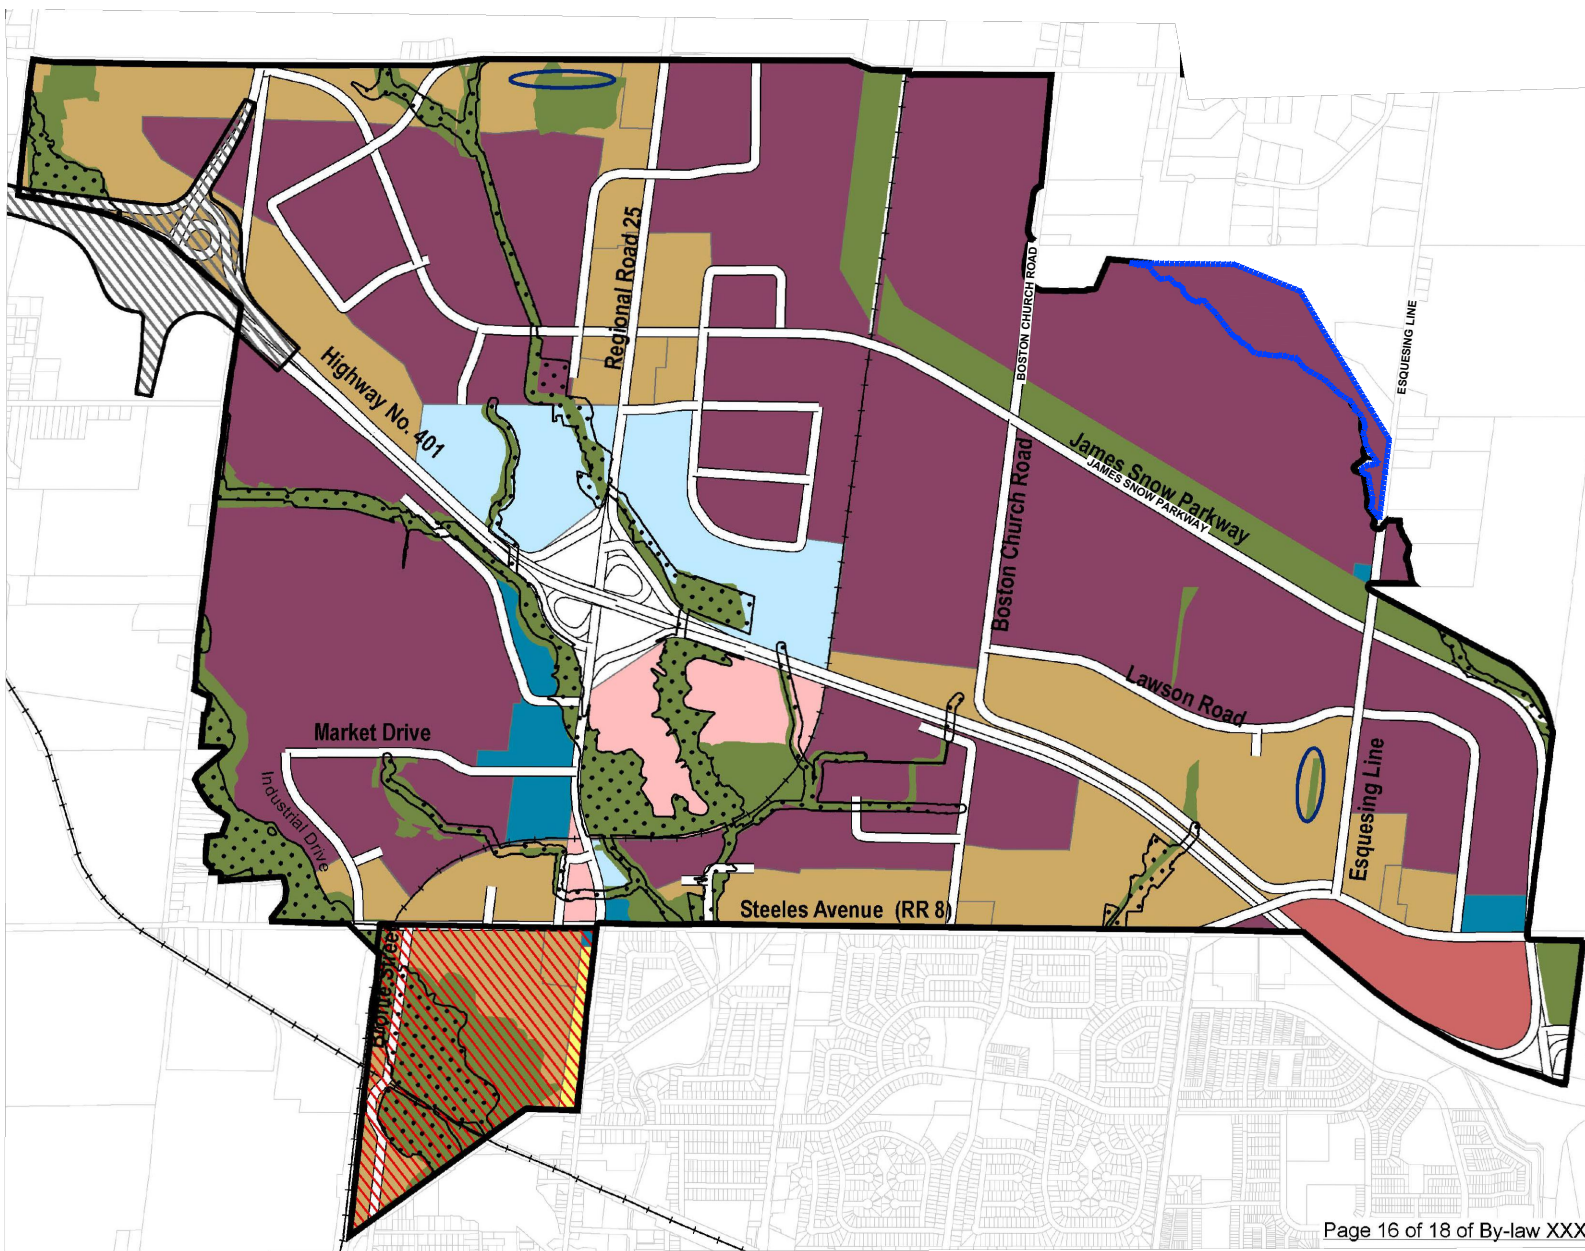 Regional Road 25
BOSTON CHURCH ROAD
ESQUESING LINE
Highway No. 401
James Snow Parkway
JAMES SNOW PARKWAY
Boston Church Road
Lawson Road
Market Drive
Industrial Drive
Esquesing Line
Steeles Avenue (RR 8)
Bronte Street
Page 16 of 18 of By-law XXX